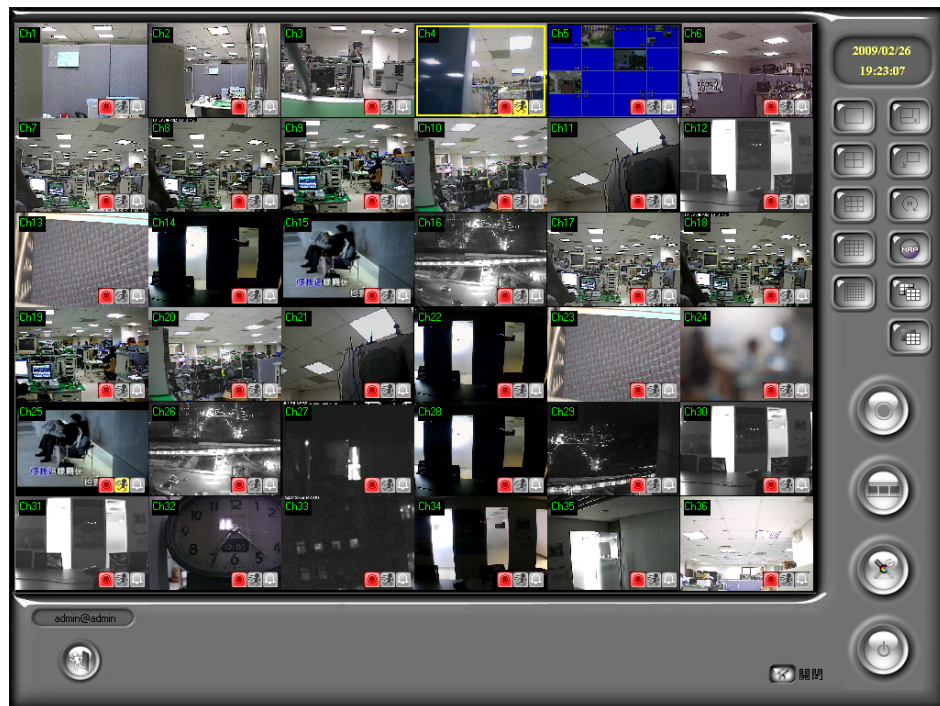 Ch1 Ch2 Ch3 Ch4 Ch5 Ch6
2009/02/26
19:23:07
Ch7 Ch8 Ch9 Ch10 Ch11 Ch12
Ch13 Ch14 Ch15 Ch16 Ch17 Ch18
MAP
Ch19 Ch20 Ch21 Ch22 Ch23 Ch24
Ch25 Ch26 Ch27 Ch28 Ch29 Ch30
Ch31 Ch32 Ch33 Ch34 Ch35 Ch36
admin@admin
關閉